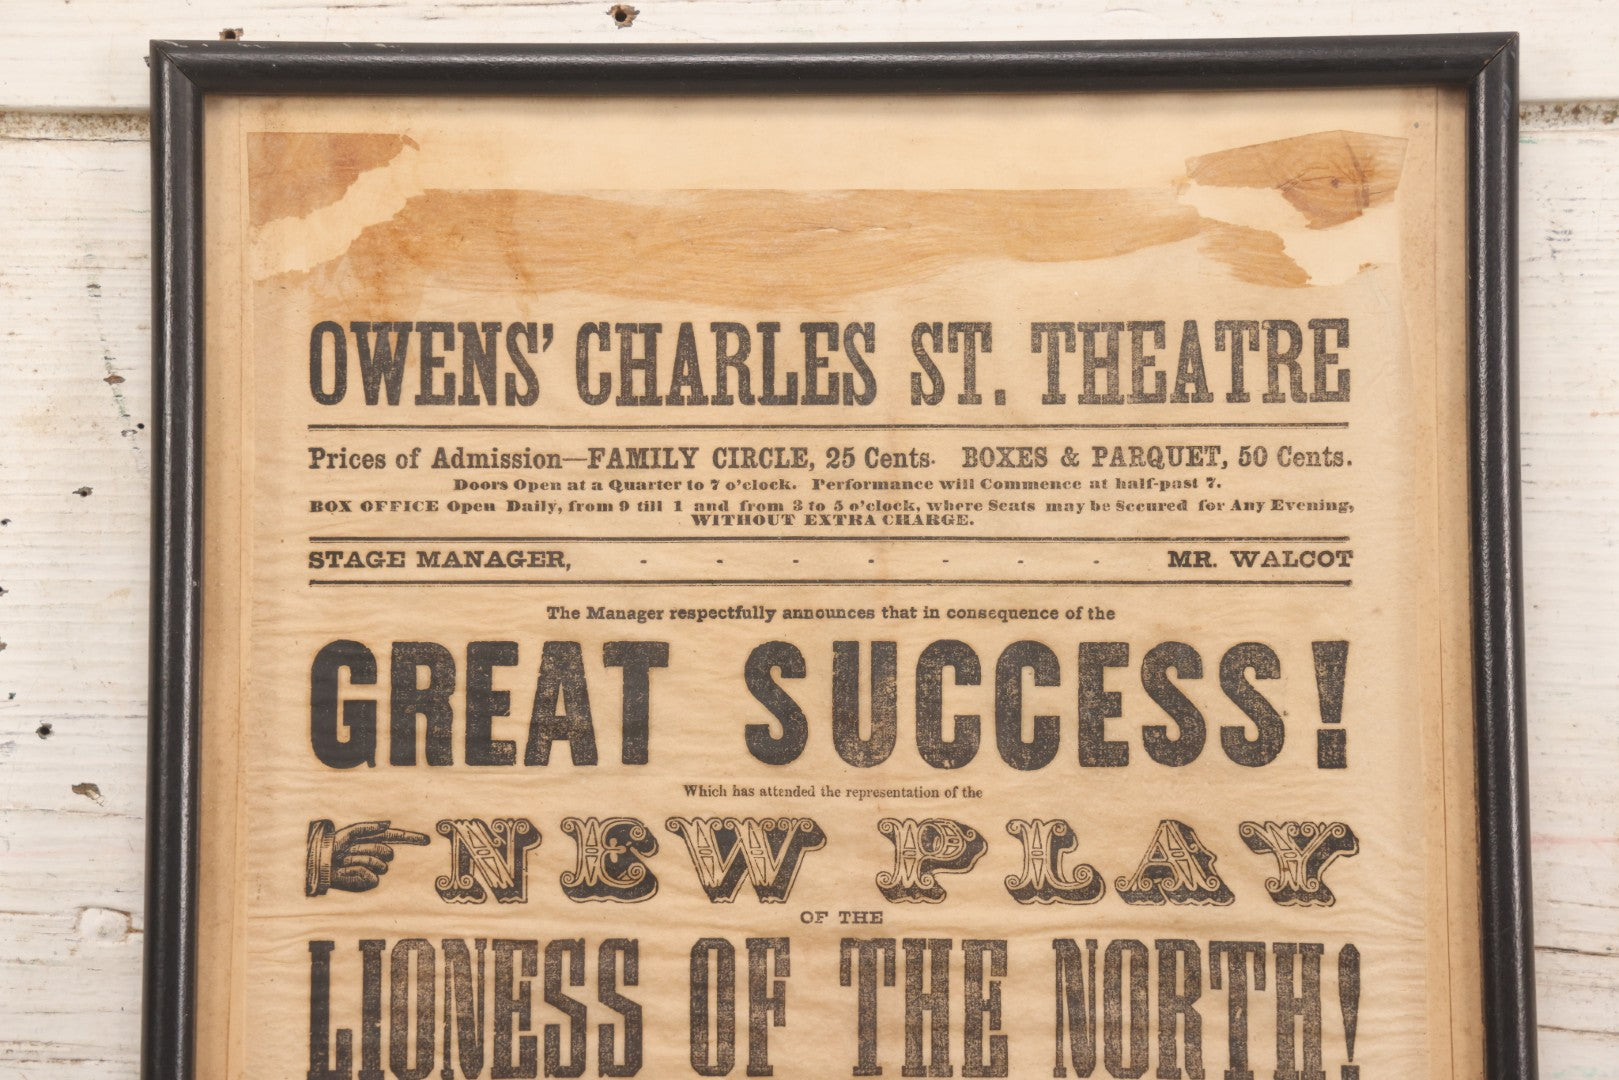 OWENS' CHARLES ST. THEATRE
Prices of Admission—FAMILY CIRCLE, 25 Cents. BOXES & PARQUET, 50 Cents.
Doors Open at a Quarter to 7 o'clock. Performance will Commence at half-past 7.
BOX OFFICE Open Daily, from 9 till 1 and from 3 to 5 o'clock, where Seats may be Secured for Any Evening,
WITHOUT EXTRA CHARGE.
STAGE MANAGER, - - - - - - - MR. WALCOT
The Manager respectfully announces that in consequence of the
GREAT SUCCESS!
Which has attended the representation of the
NEW PLAY
OF THE
LIONESS OF THE NORTH!